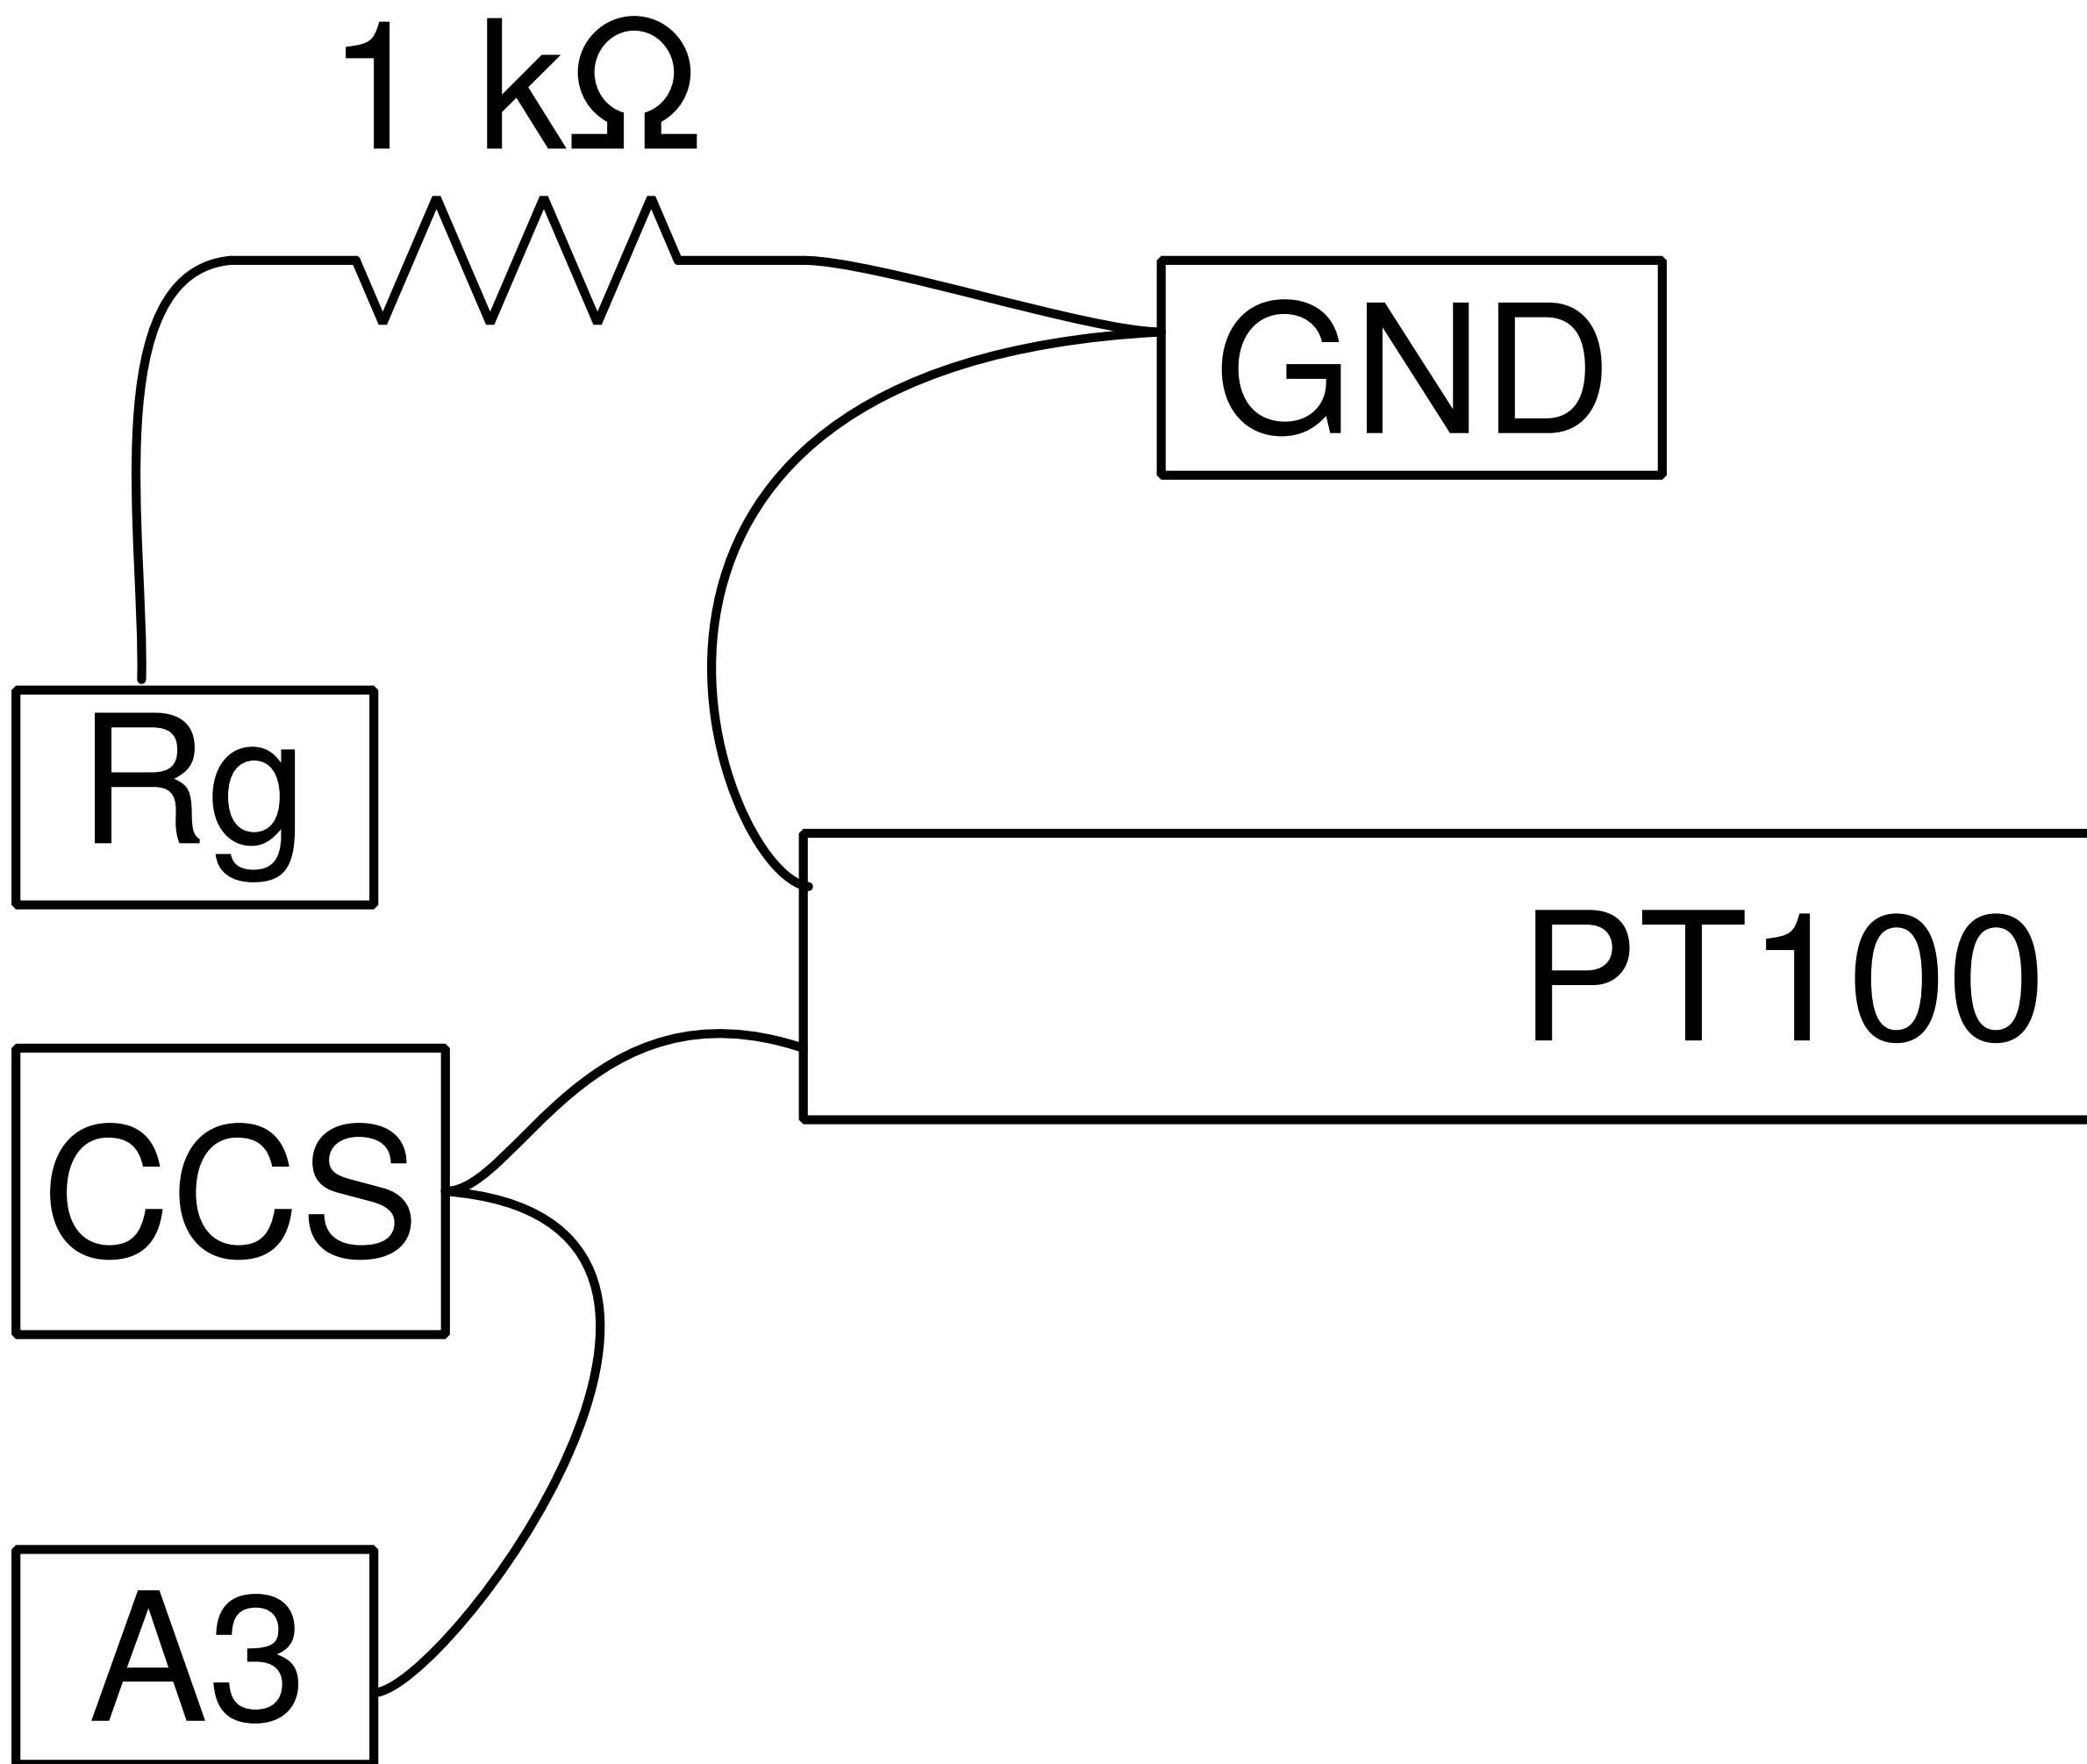 1 kΩ
GND
Rg
PT100
CCS
A3